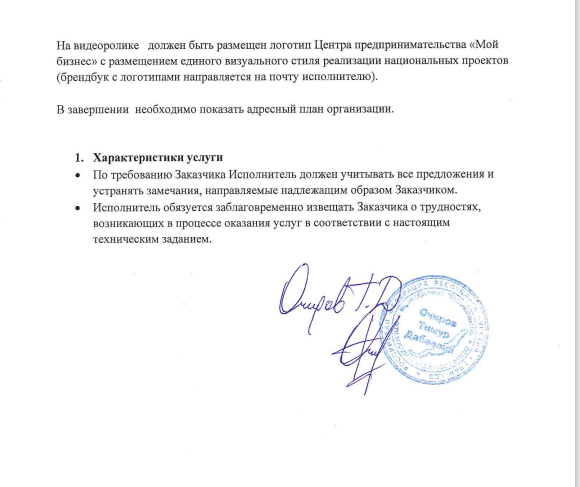 На видеоролике должен быть размещен логотип Центра предпринимательства «Мой
бизнес» с размещением единого визуального стиля реализации национальных проектов
(брендбук с логотипами направляется на почту исполнителю).
В завершении необходимо показать адресный план организации.
1. Характеристики услуги
• По требованию Заказчика Исполнитель должен учитывать все предложения и
устранять замечания, направляемые надлежащим образом Заказчиком.
• Исполнитель обязуется заблаговременно извещать Заказчика о трудностях,
возникающих в процессе оказания услуг в соответствии с настоящим
техническим заданием.
Очиров Т.Д
Очиров
Тимур